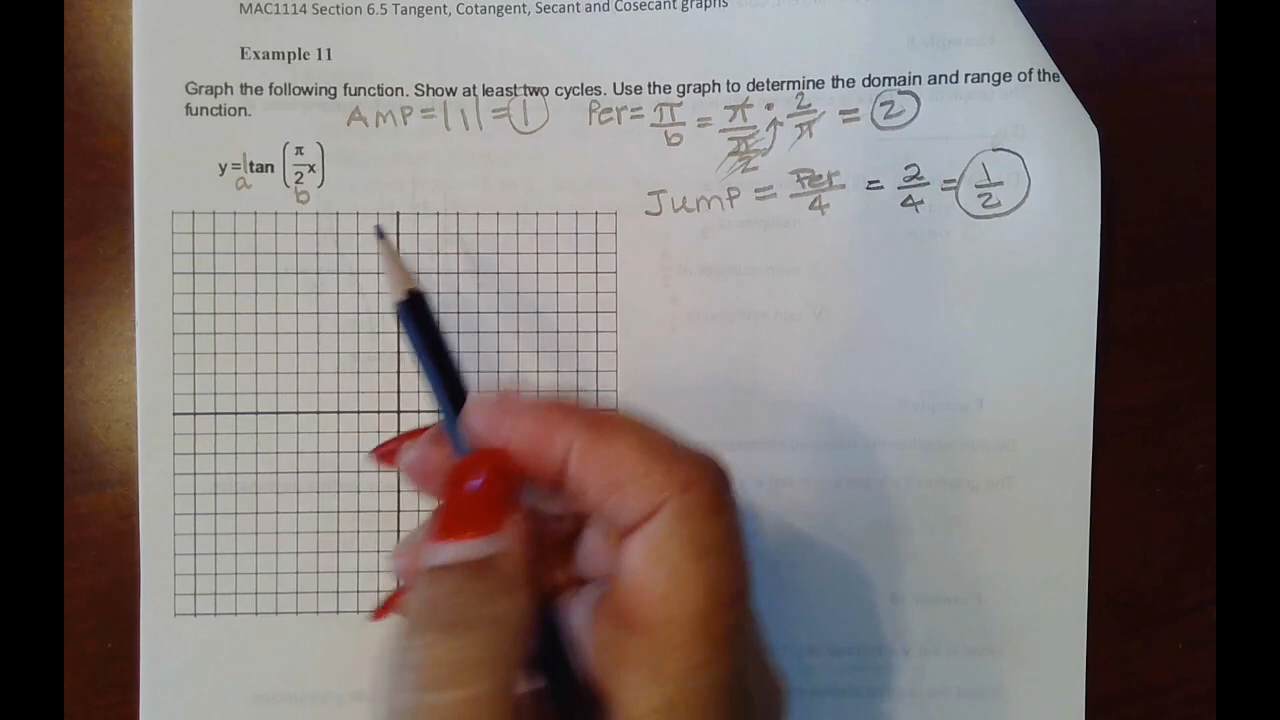 MAC1114 Section 6.5 Tangent, Cotangent, Secant and Cosecant graphs
Example 11
Graph the following function. Show at least two cycles. Use the graph to determine the domain and range of the
function.
AMP = |1| = 1 Per = π/b = π/(π/2) · 2/π = 2
y = 1 tan (π/2 x)
a b
Jump = Per/4 = 2/4 = 1/2